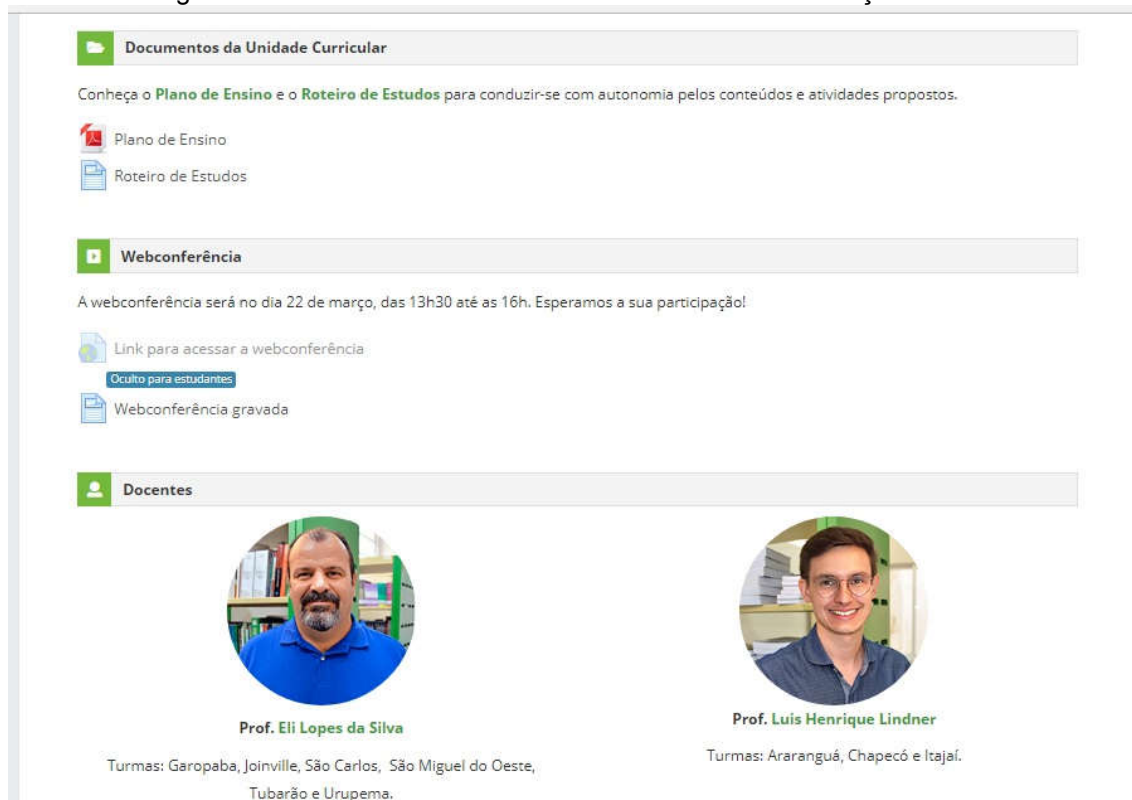 Documentos da Unidade Curricular
Conheça o Plano de Ensino e o Roteiro de Estudos para conduzir-se com autonomia pelos conteúdos e atividades propostos.
Plano de Ensino
Roteiro de Estudos
Webconferência
A webconferência será no dia 22 de março, das 13h30 até as 16h. Esperamos a sua participação!
Link para acessar a webconferência
Oculto para estudantes
Webconferência gravada
Docentes
Prof. Eli Lopes da Silva
Turmas: Garopaba, Joinville, São Carlos, São Miguel do Oeste,
Tubarão e Urupema.
Prof. Luis Henrique Lindner
Turmas: Araranguá, Chapecó e Itajaí.